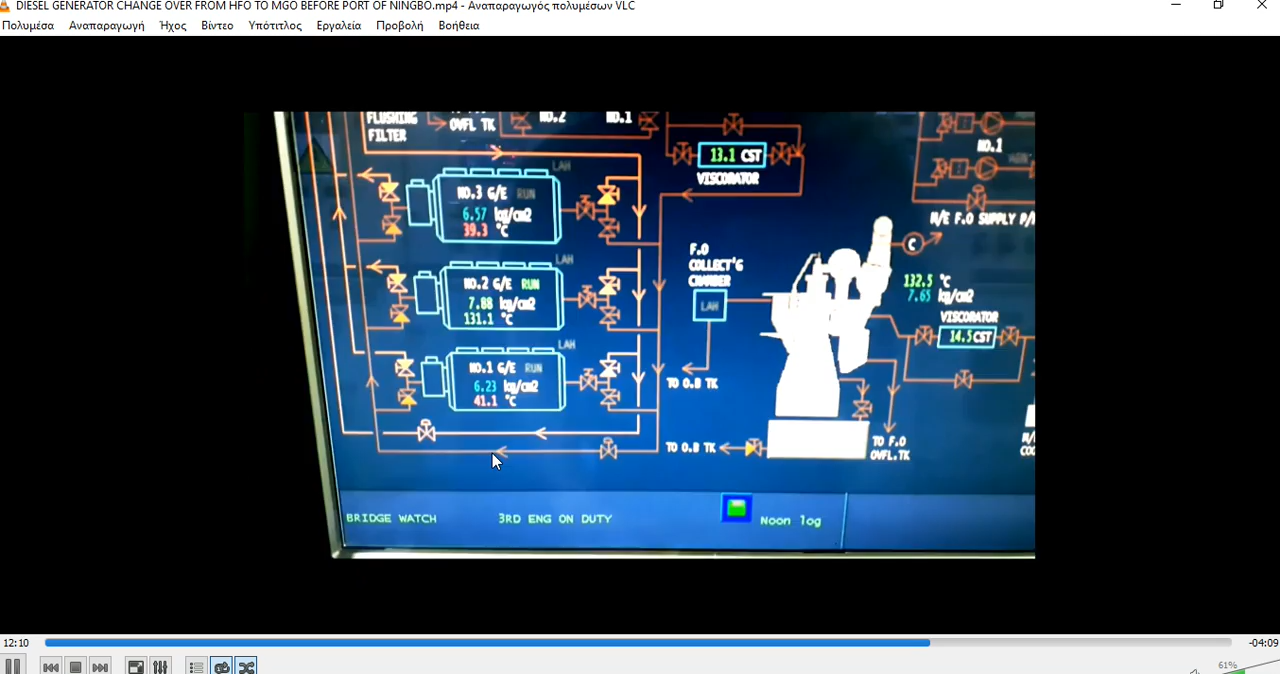 DIESEL GENERATOR CHANGE OVER FROM HFO TO MGO BEFORE PORT OF NINGBO.mp4 - Αναπαραγωγός πολυμέσων VLC
Πολυμέσα Αναπαραγωγή Ήχος Βίντεο Υπότιτλος Εργαλεία Προβολή Βοήθεια
FLUSHING
FILTER
OVFL TK
NO.2
NO.1
13.1 CST
VISCORATOR
NO.1
M/E F.O SUPPLY P/
LAH
NO.3 G/E RUN
6.57 kg/cm2
39.3 °C
LAH
NO.2 G/E RUN
7.88 kg/cm2
131.1 °C
LAH
NO.1 G/E RUN
6.23 kg/cm2
41.1 °C
F.O
COLLECT'G
CHAMBER
LAH
TO O.B TK
C
132.5 °C
7.65 kg/cm2
VISCORATOR
14.5 CST
TO O.B TK
TO F.O
OVFL.TK
BRIDGE WATCH
3RD ENG ON DUTY
Noon log
12:10
-04:09
61%